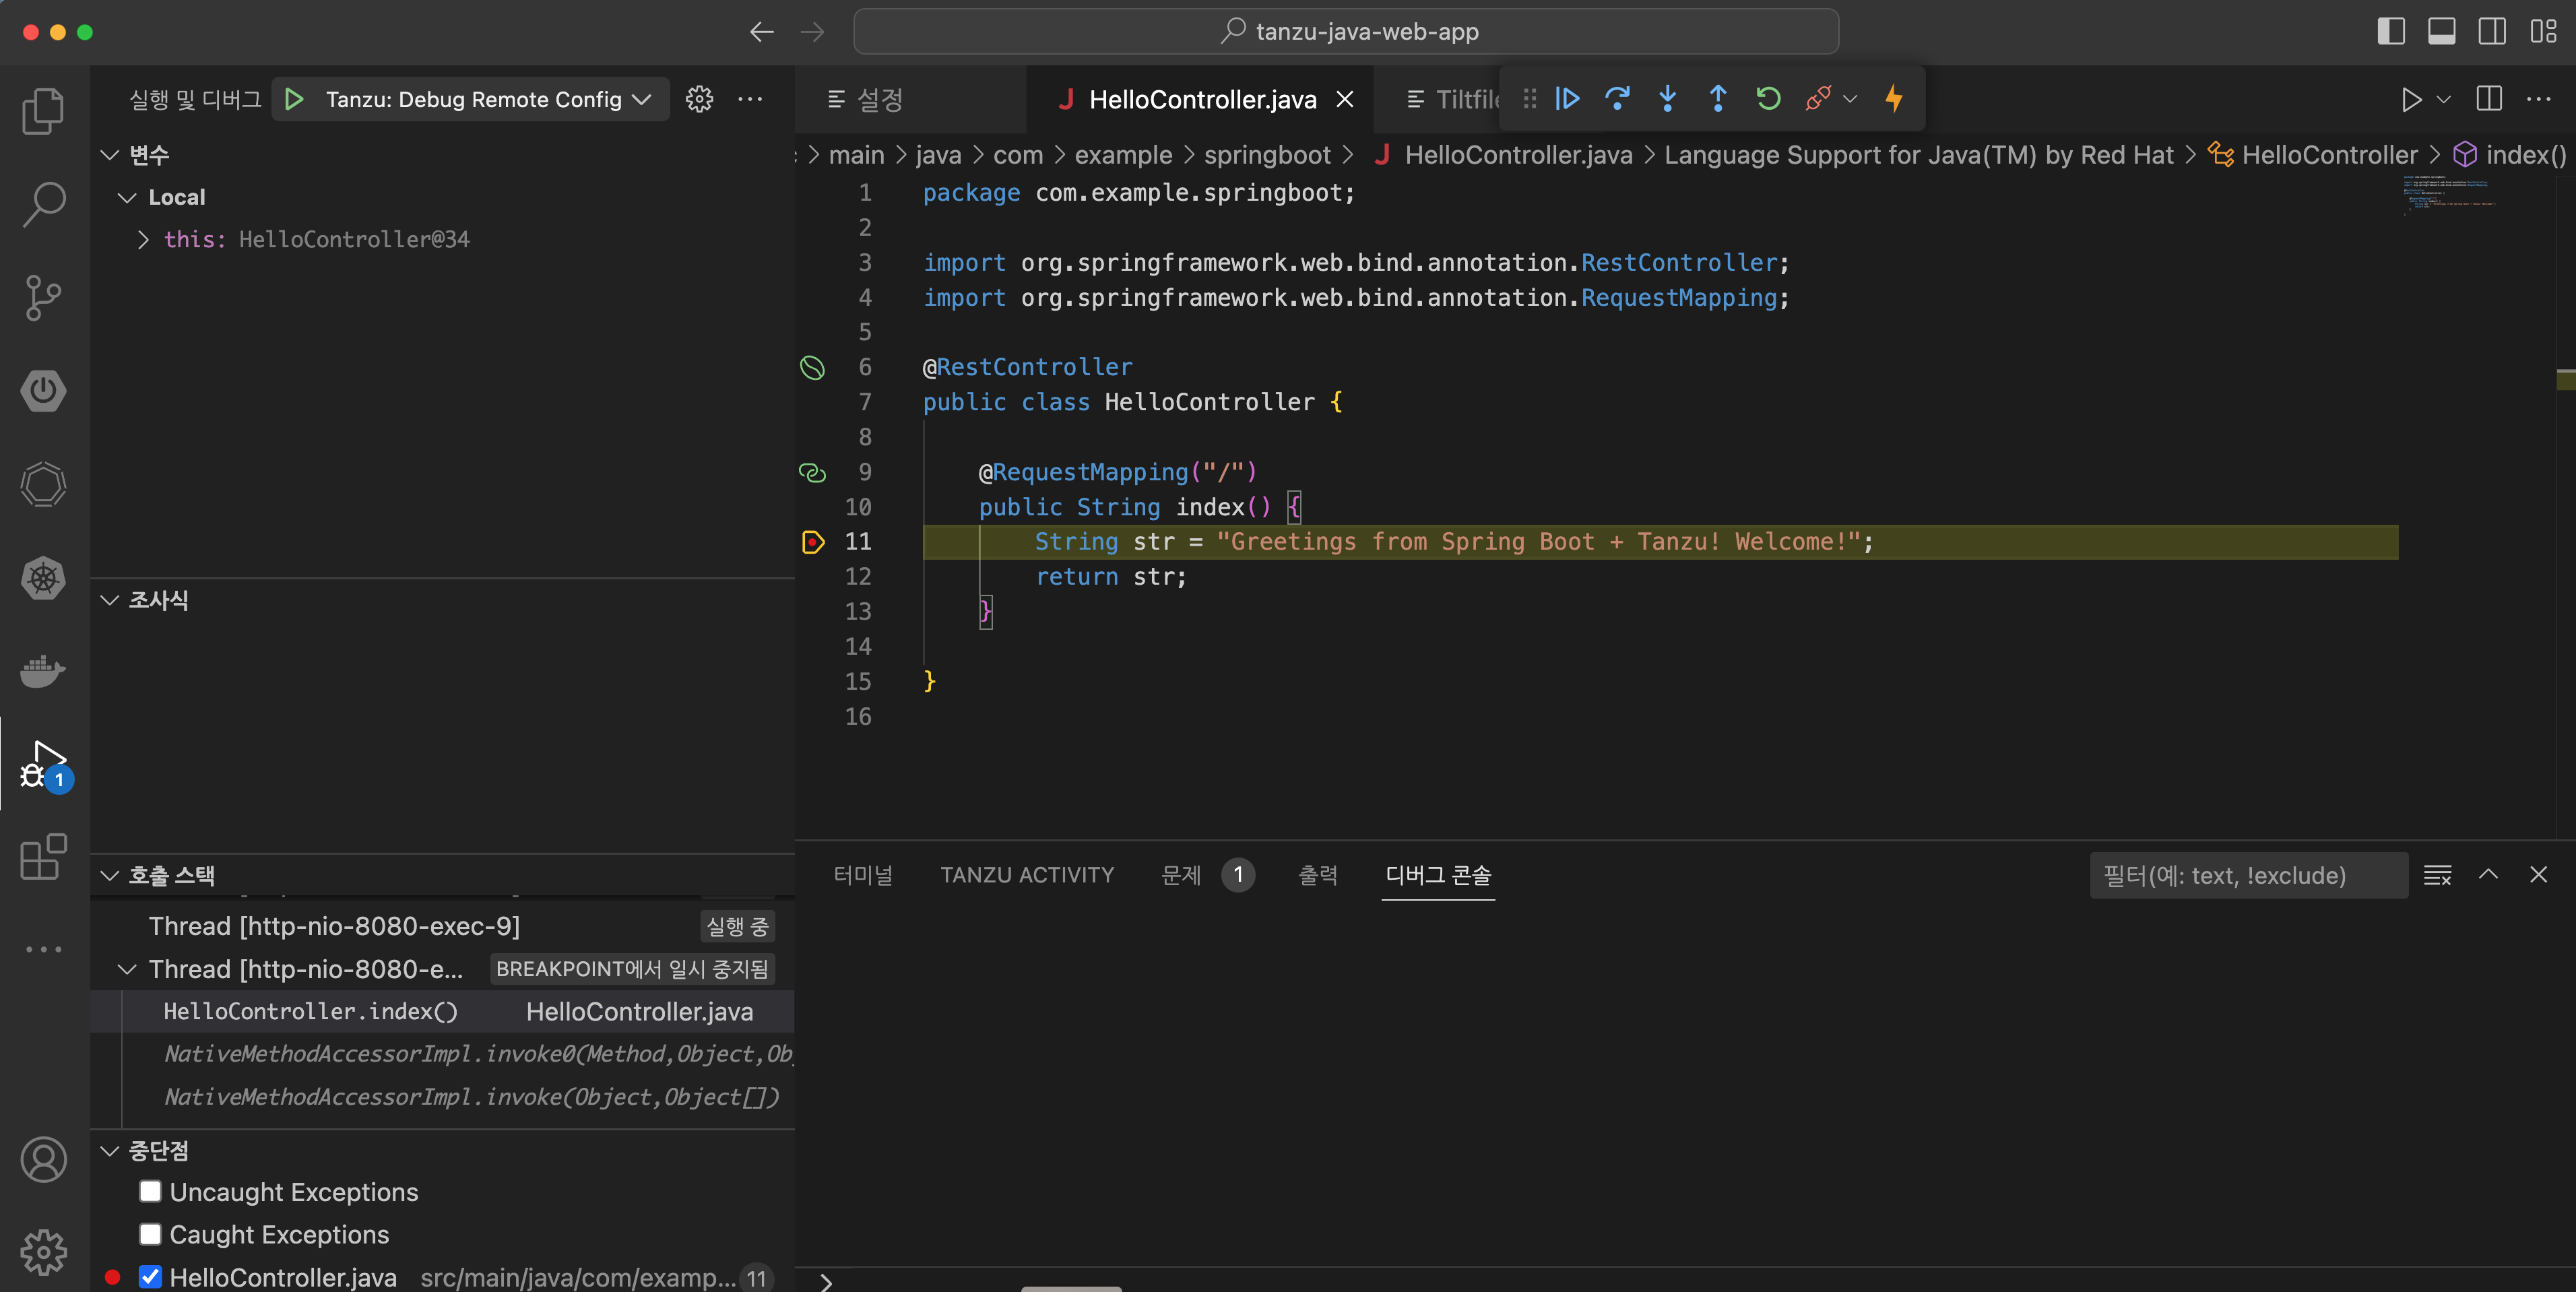 tanzu-java-web-app
실행 및 디버그
Tanzu: Debug Remote Config
변수
Local
this: HelloController@34
조사식
호출 스택
Thread [http-nio-8080-exec-9]
실행 중
Thread [http-nio-8080-e...
BREAKPOINT에서 일시 중지됨
HelloController.index()
HelloController.java
NativeMethodAccessorImpl.invoke0(Method,Object,Ob
NativeMethodAccessorImpl.invoke(Object,Object[])
중단점
Uncaught Exceptions
Caught Exceptions
HelloController.java src/main/java/com/examp... 11
1
설정
J HelloController.java
Tiltfile
main > java > com > example > springboot > J HelloController.java > Language Support for Java(TM) by Red Hat > HelloController > index()
1 package com.example.springboot;
2
3 import org.springframework.web.bind.annotation.RestController;
4 import org.springframework.web.bind.annotation.RequestMapping;
5
6 @RestController
7 public class HelloController {
8
9 @RequestMapping("/")
10 public String index() {
11 String str = "Greetings from Spring Boot + Tanzu! Welcome!";
12 return str;
13 }
14
15 }
16
터미널
TANZU ACTIVITY
문제 1
출력
디버그 콘솔
필터(예: text, !exclude)